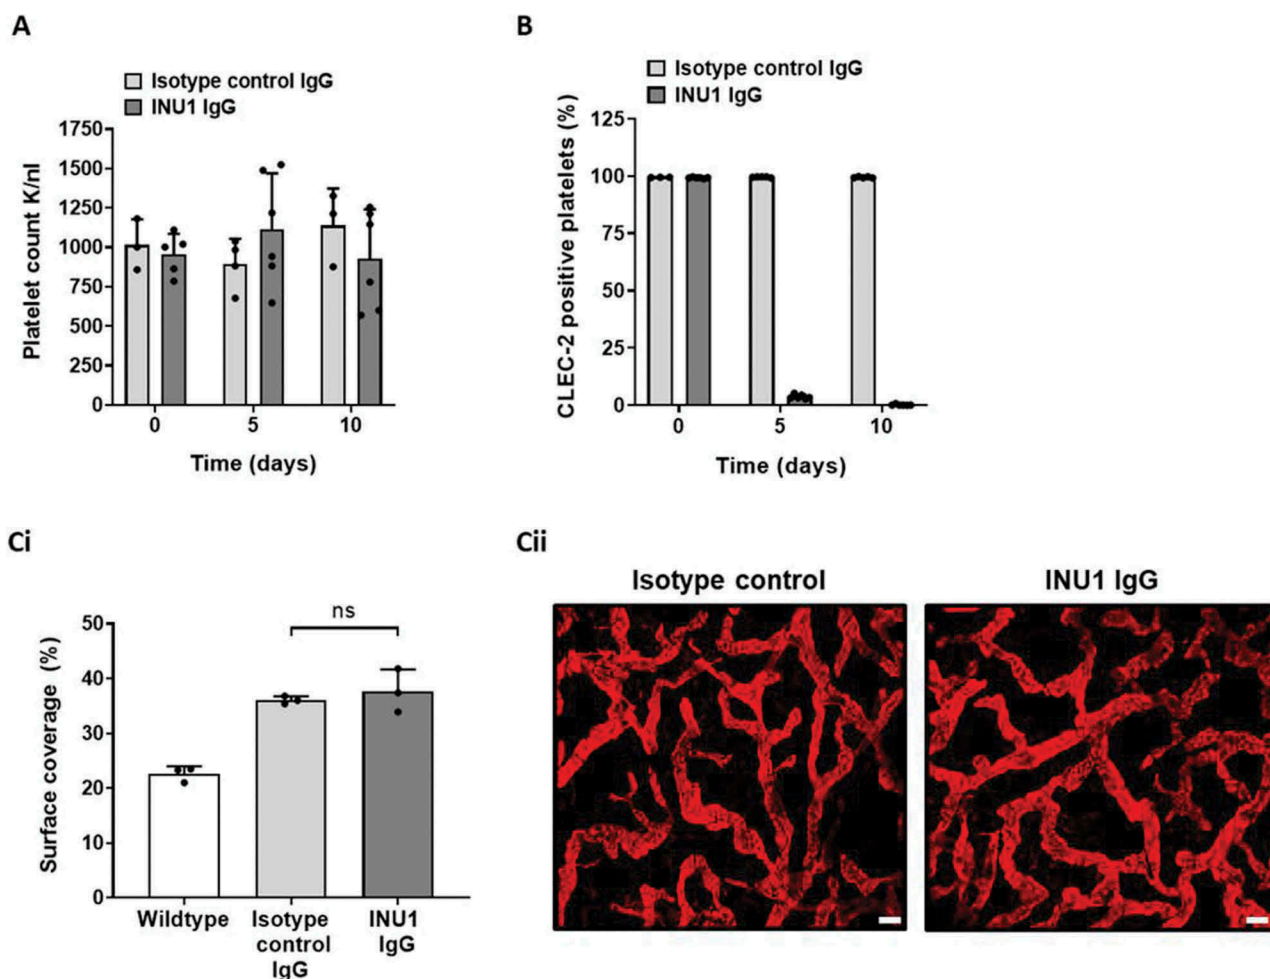 A
Isotype control IgG
INU1 IgG
Platelet count K/nl
1750
1500
1250
1000
750
500
250
0
0 5 10
Time (days)
B
Isotype control IgG
INU1 IgG
CLEC-2 positive platelets (%)
125
100
75
50
25
0
0 5 10
Time (days)
Ci
ns
Surface coverage (%)
50
40
30
20
10
0
Wildtype Isotype INU1
control IgG
IgG
Cii
Isotype control INU1 IgG